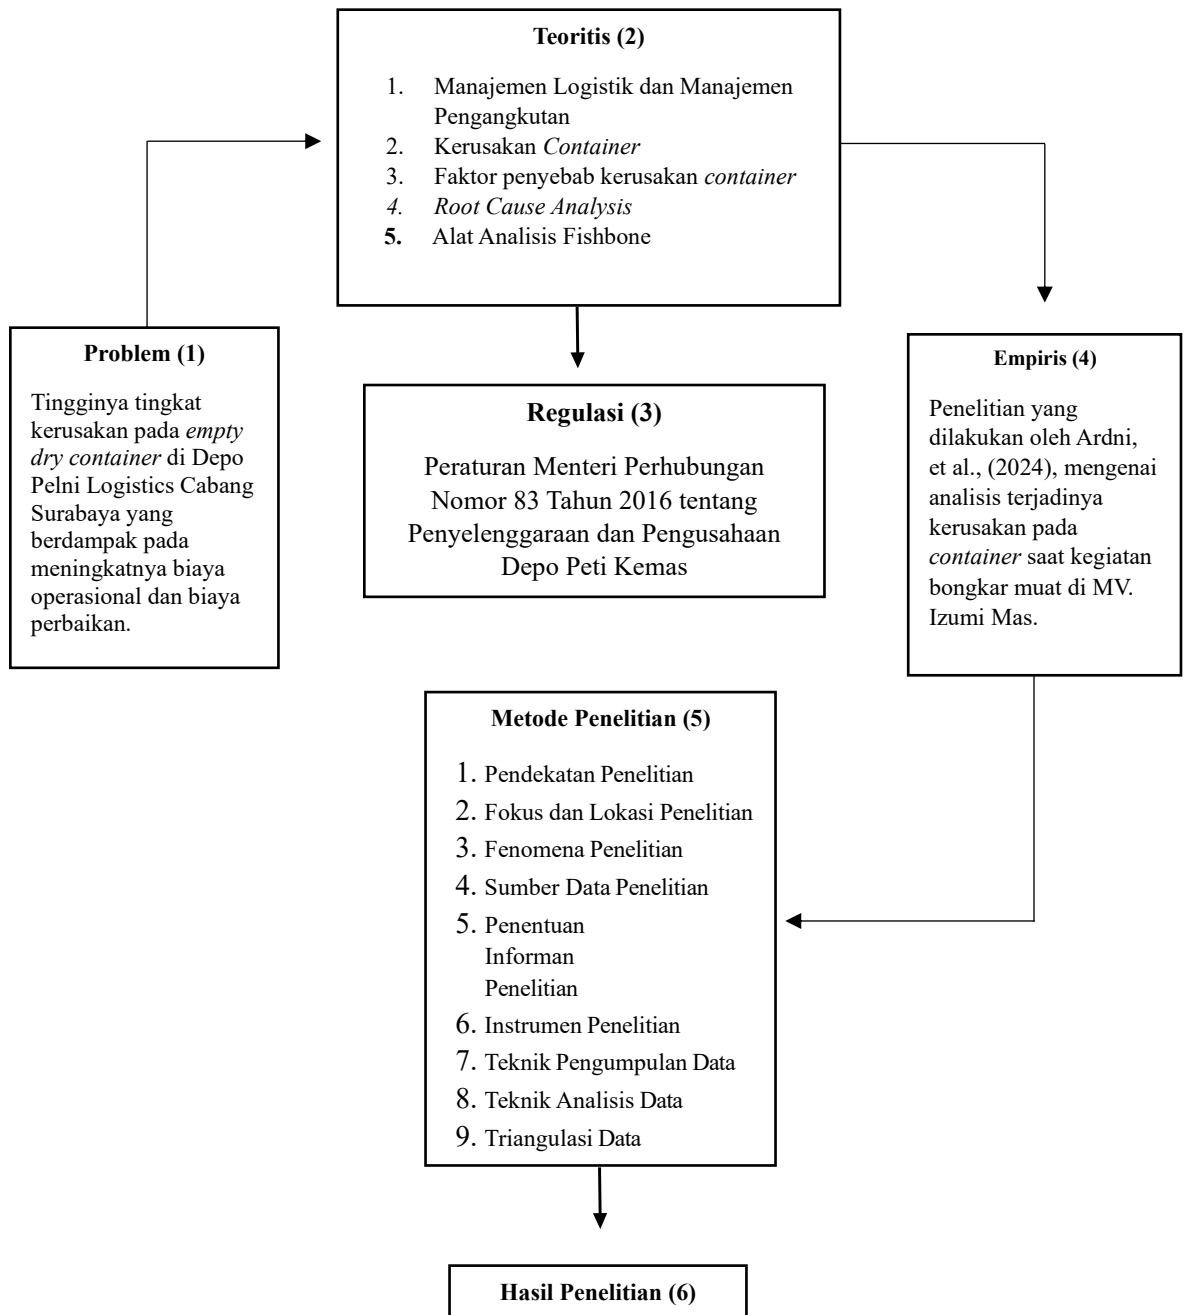 Teoritis (2)
1. Manajemen Logistik dan Manajemen
Pengangkutan
2. Kerusakan Container
3. Faktor penyebab kerusakan container
4. Root Cause Analysis
5. Alat Analisis Fishbone
Problem (1)
Tingginya tingkat
kerusakan pada empty
dry container di Depo
Pelni Logistics Cabang
Surabaya yang
berdampak pada
meningkatnya biaya
operasional dan biaya
perbaikan.
Regulasi (3)
Peraturan Menteri Perhubungan
Nomor 83 Tahun 2016 tentang
Penyelenggaraan dan Pengusahaan
Depo Peti Kemas
Empiris (4)
Penelitian yang
dilakukan oleh Ardni,
et al., (2024), mengenai
analisis terjadinya
kerusakan pada
container saat kegiatan
bongkar muat di MV.
Izumi Mas.
Metode Penelitian (5)
1. Pendekatan Penelitian
2. Fokus dan Lokasi Penelitian
3. Fenomena Penelitian
4. Sumber Data Penelitian
5. Penentuan
Informan
Penelitian
6. Instrumen Penelitian
7. Teknik Pengumpulan Data
8. Teknik Analisis Data
9. Triangulasi Data
Hasil Penelitian (6)